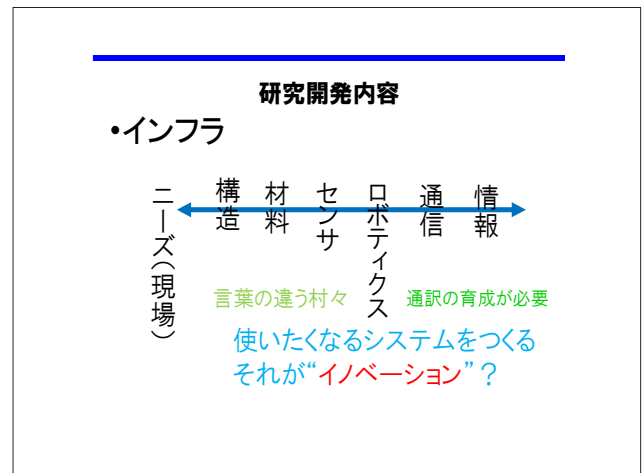 研究開発内容
•インフラ
ニーズ（現場）
構造
材料
センサ
ロボティクス
通信
情報
言葉の違う村々
通訳の育成が必要
使いたくなるシステムをつくる
それが“イノベーション”？